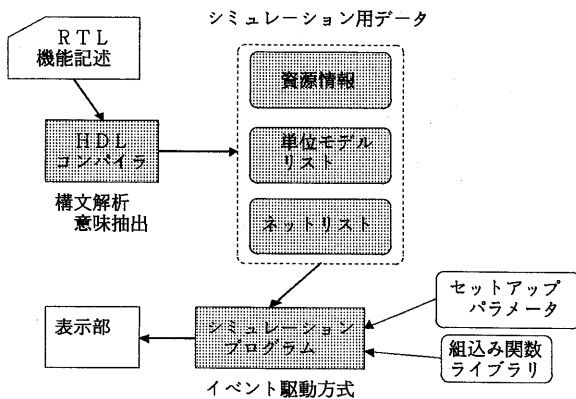 シミュレーション用データ
ＲＴＬ
機能記述
資源情報
ＨＤＬ
コンパイラ
単位モデル
リスト
構文解析
意味抽出
ネットリスト
セットアップ
パラメータ
表示部
シミュレーション
プログラム
組込み関数
ライブラリ
イベント駆動方式